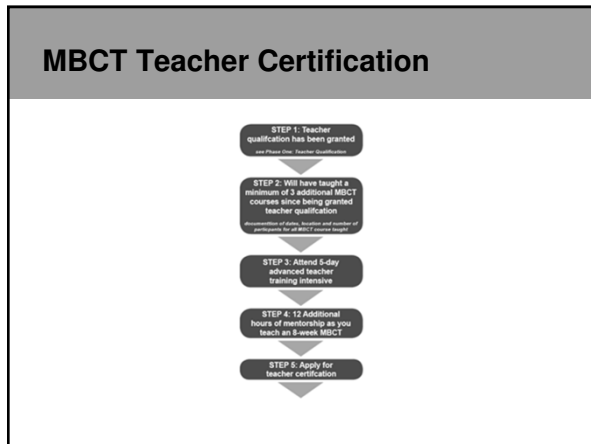 MBCT Teacher Certification
STEP 1: Teacher
qualifcation has been granted
see Phase One: Teacher Qualification
STEP 2: Will have taught a
minimum of 3 additional MBCT
courses since being granted
teacher qualifcation
documentition of dates, location and number of
participants for all MBCT course taught
STEP 3: Attend 5-day
advanced teacher
training intensive
STEP 4: 12 Additional
hours of mentorship as you
teach an 8-week MBCT
STEP 5: Apply for
teacher certifcation